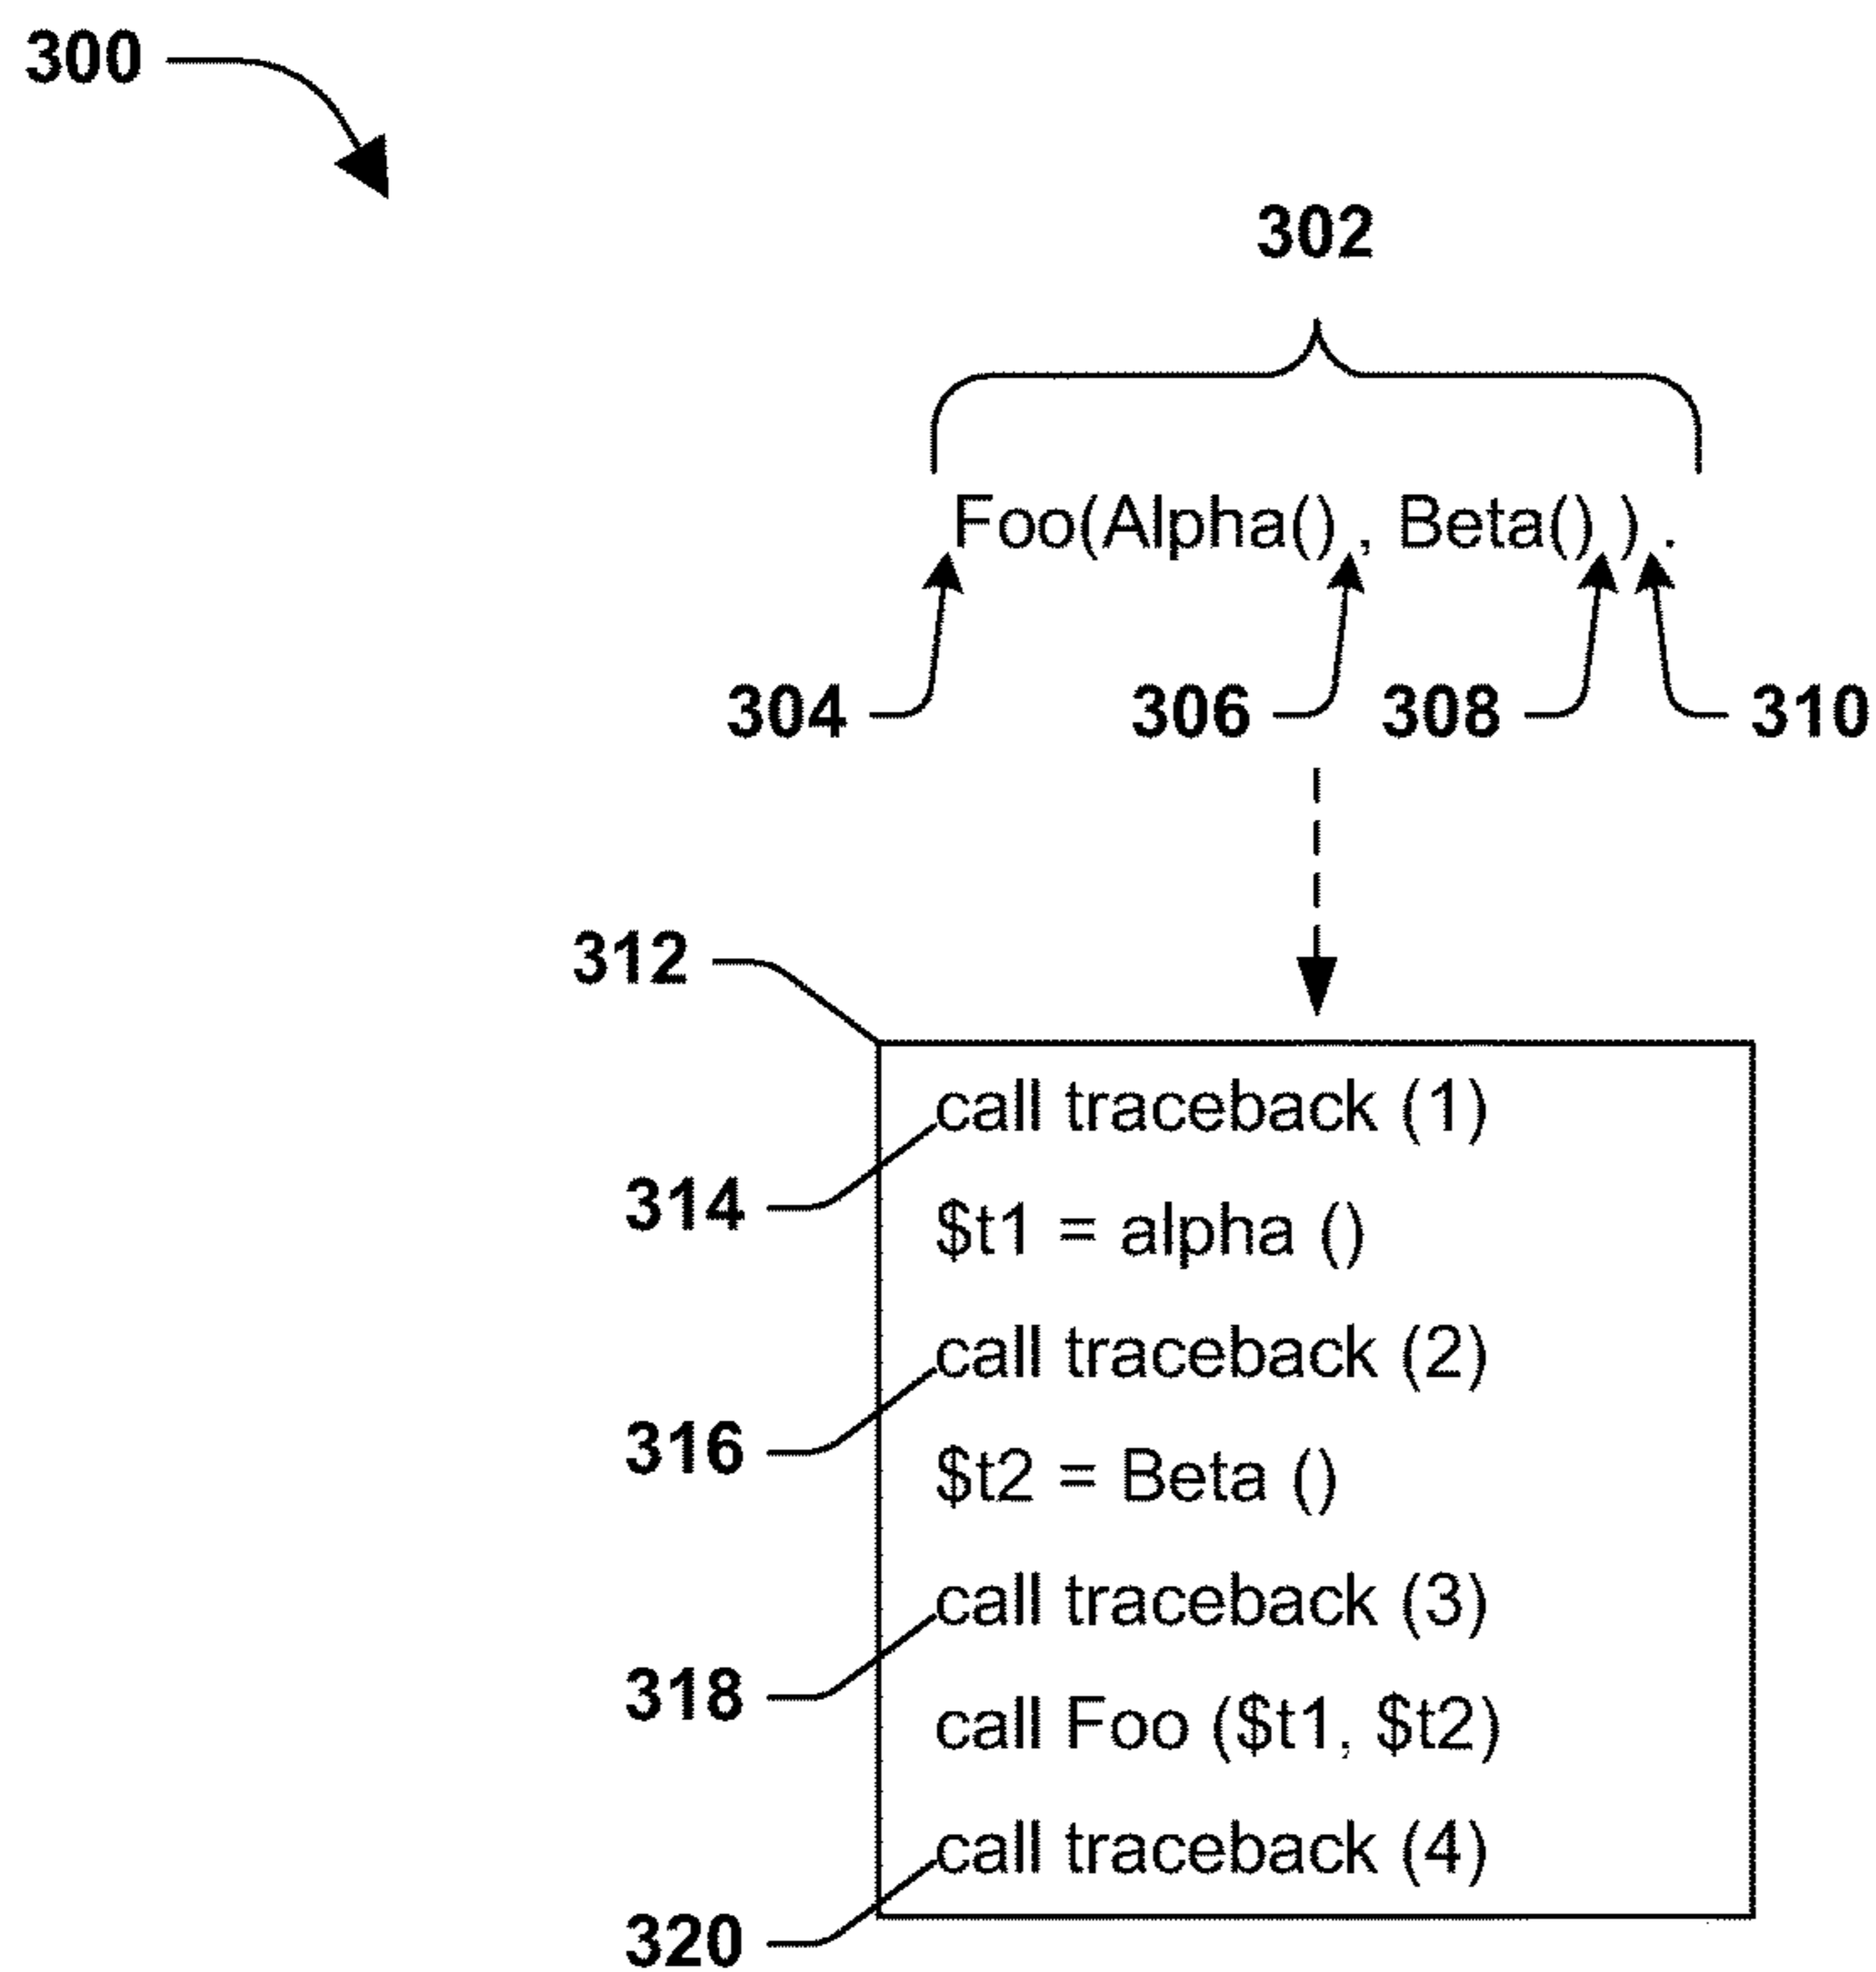 300
302
Foo(Alpha() , Beta() ) .
304 306 308 310
312
call traceback (1)
314
$t1 = alpha ()
call traceback (2)
316
$t2 = Beta ()
call traceback (3)
318
call Foo ($t1, $t2)
call traceback (4)
320